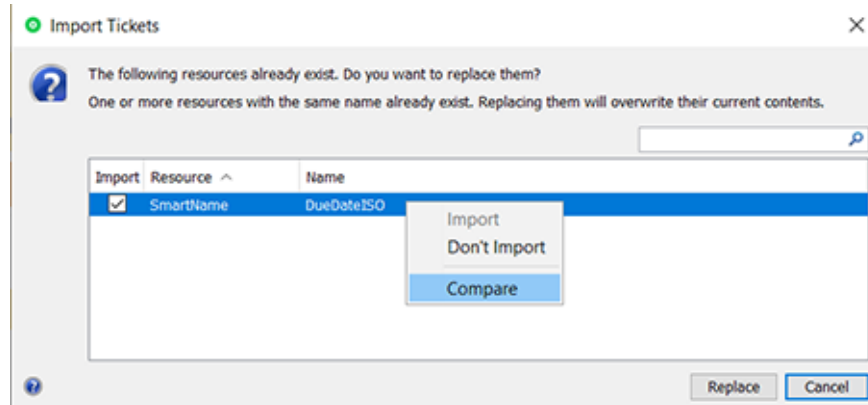 Import Tickets
The following resources already exist. Do you want to replace them?
One or more resources with the same name already exist. Replacing them will overwrite their current contents.
Import Resource Name
SmartName DueDateISO
Import
Don't Import
Compare
Replace Cancel